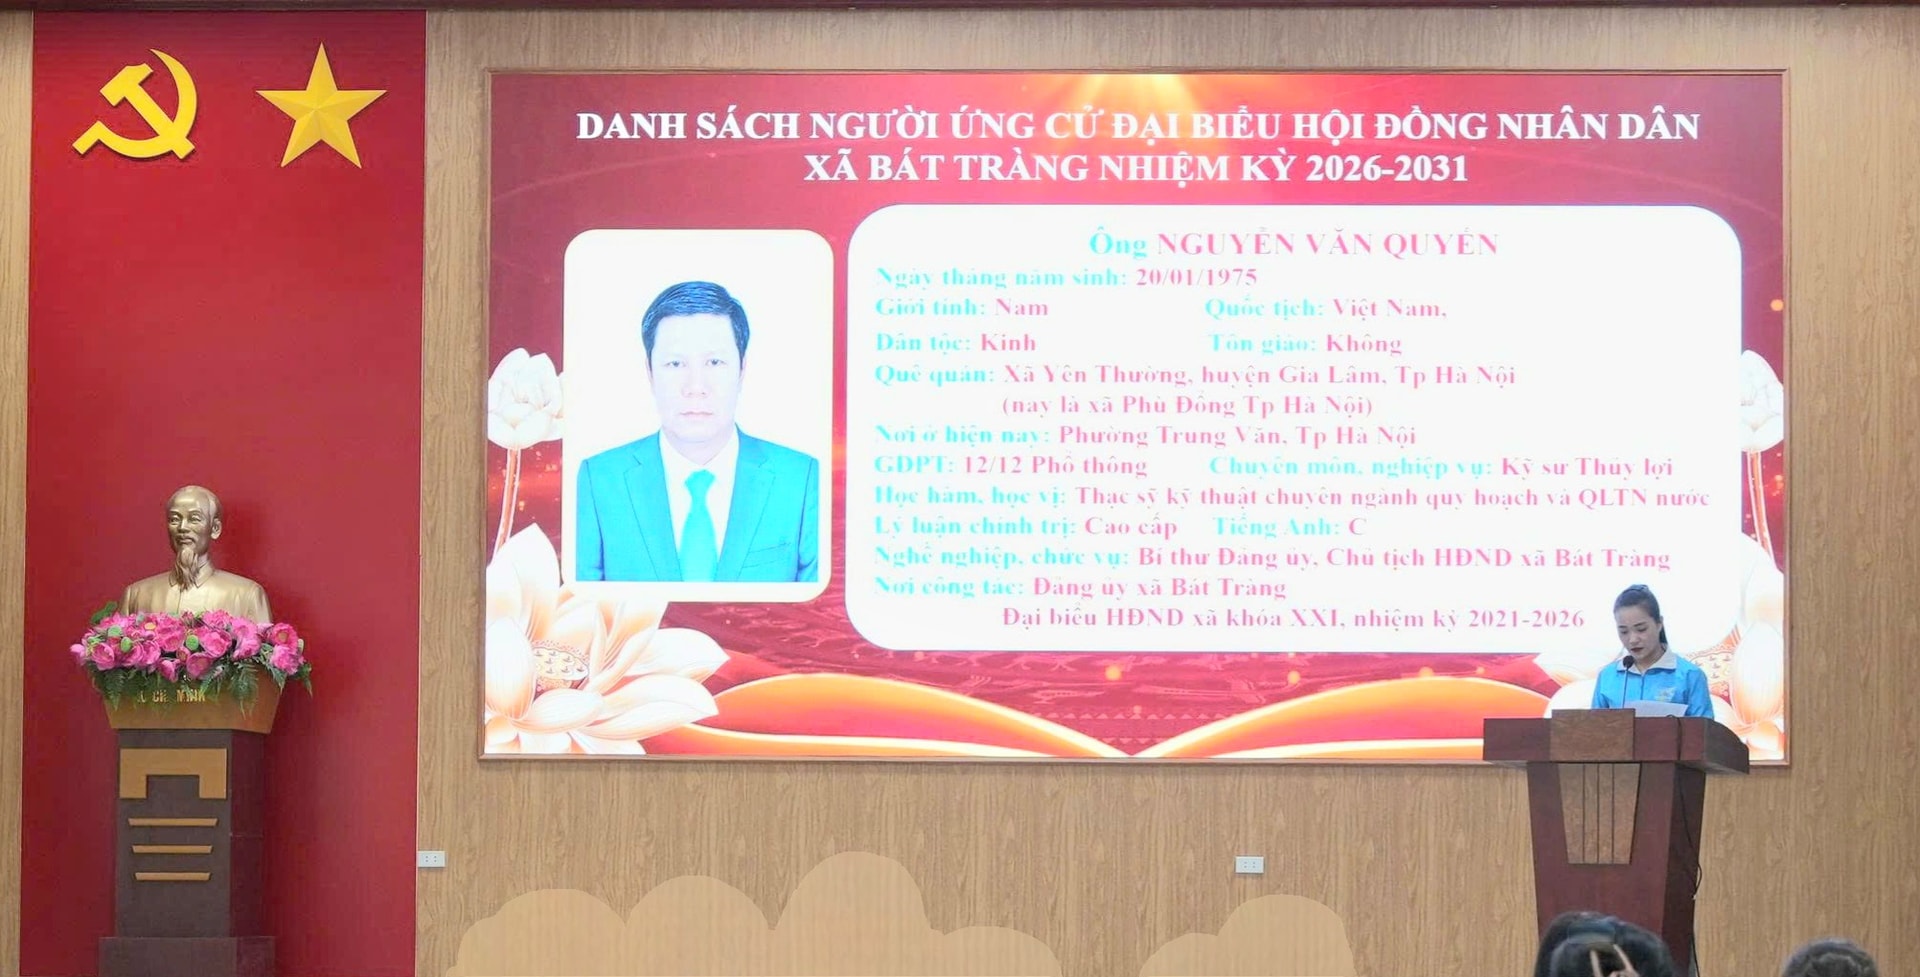 DANH SÁCH NGƯỜI ỨNG CỬ ĐẠI BIỂU HỘI ĐỒNG NHÂN DÂN
XÃ BÁT TRÀNG NHIỆM KỲ 2026-2031
Ông NGUYỄN VĂN QUYẾN
Ngày tháng năm sinh: 20/01/1975
Giới tính: Nam Quốc tịch: Việt Nam,
Dân tộc: Kinh Tôn giáo: Không
Quê quán: Xã Yên Thường, huyện Gia Lâm, Tp Hà Nội
(nay là xã Phù Đổng Tp Hà Nội)
Nơi ở hiện nay: Phường Trung Văn, Tp Hà Nội
GDPT: 12/12 Phổ thông Chuyên môn, nghiệp vụ: Kỹ sư Thủy lợi
Học hàm, học vị: Thạc sỹ kỹ thuật chuyên ngành quy hoạch và QLTN nước
Lý luận chính trị: Cao cấp Tiếng Anh: C
Nghề nghiệp, chức vụ: Bí thư Đảng ủy, Chủ tịch HĐND xã Bát Tràng
Nơi công tác: Đảng ủy xã Bát Tràng
Đại biểu HĐND xã khóa XXI, nhiệm kỳ 2021-2026
MINH